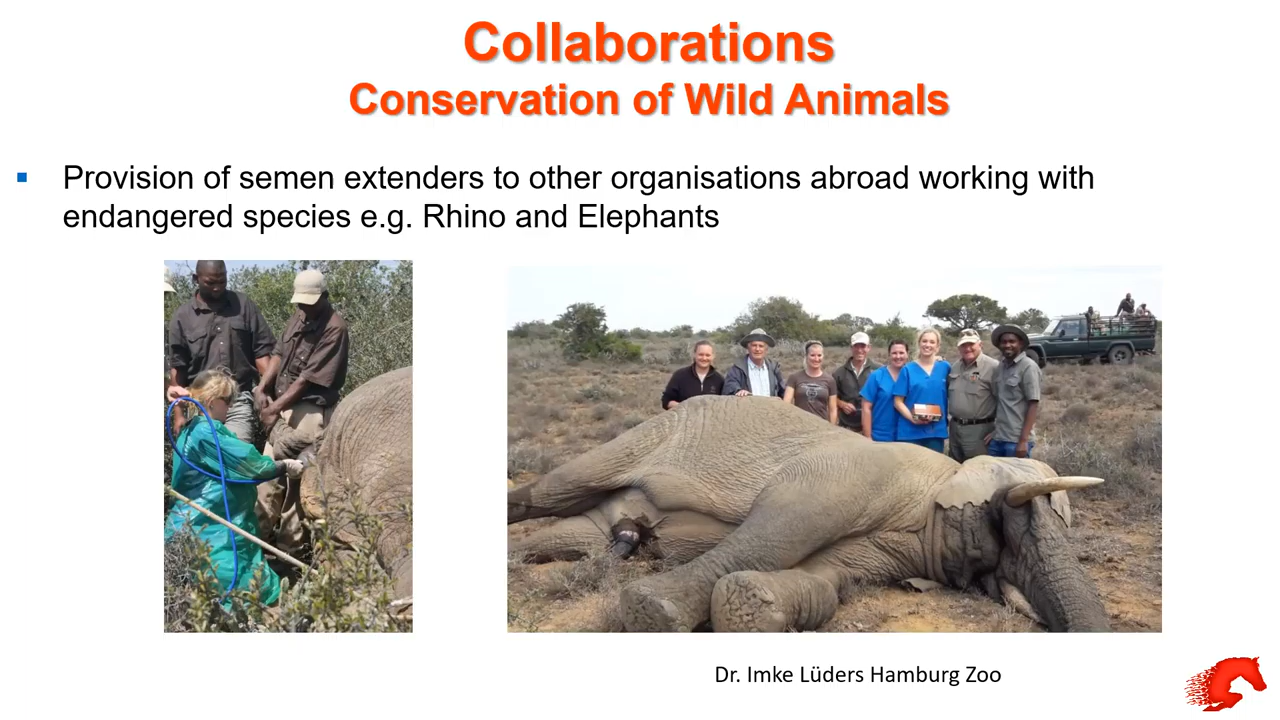 Collaborations
Conservation of Wild Animals
Provision of semen extenders to other organisations abroad working with
endangered species e.g. Rhino and Elephants
Dr. Imke Lüders Hamburg Zoo